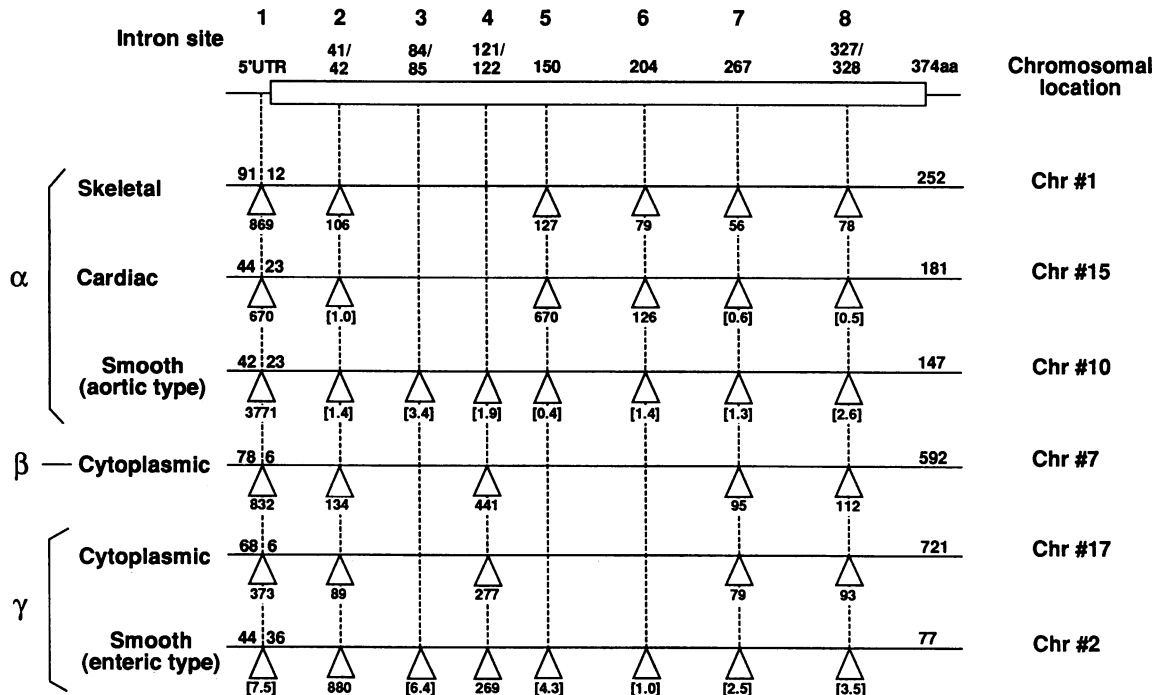 1 2 3 4 5 6 7 8
Intron site
41/ 84/ 121/ 327/
5'UTR 42 85 122 150 204 267 328 374aa
Chromosomal
location
α
Skeletal 91 12 252 Chr #1
869 106 127 79 56 78
Cardiac 44 23 181 Chr #15
670 [1.0] 670 126 [0.6] [0.5]
Smooth
(aortic type) 42 23 147 Chr #10
3771 [1.4] [3.4] [1.9] [0.4] [1.4] [1.3] [2.6]
β Cytoplasmic 78 6 592 Chr #7
832 134 441 95 112
γ
Cytoplasmic 68 6 721 Chr #17
373 89 277 79 93
Smooth
(enteric type) 44 36 77 Chr #2
[7.5] 880 [6.4] 269 [4.3] [1.0] [2.5] [3.5]